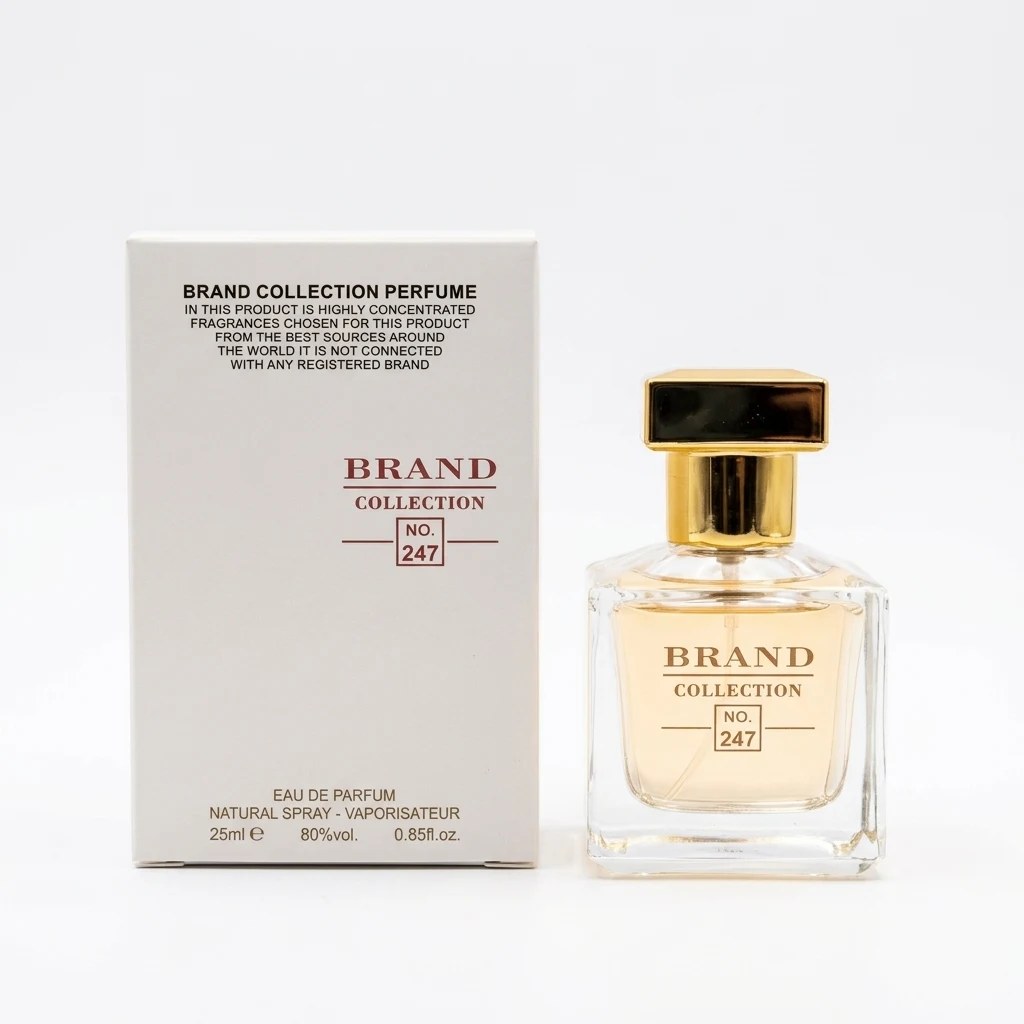 BRAND COLLECTION PERFUME
IN THIS PRODUCT IS HIGHLY CONCENTRATED
FRAGRANCES CHOSEN FOR THIS PRODUCT
FROM THE BEST SOURCES AROUND
THE WORLD IT IS NOT CONNECTED
WITH ANY REGISTERED BRAND
BRAND
COLLECTION
NO.
247
EAU DE PARFUM
NATURAL SPRAY - VAPORISATEUR
25ml ℮ 80%vol. 0.85fl.oz.
BRAND
COLLECTION
NO.
247